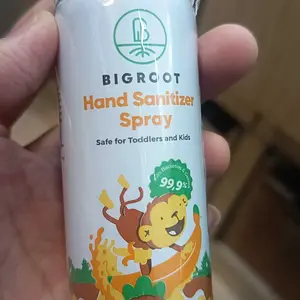 BIGROOT
Hand Sanitizer
Spray
Safe for Toddlers and Kids
99,9%